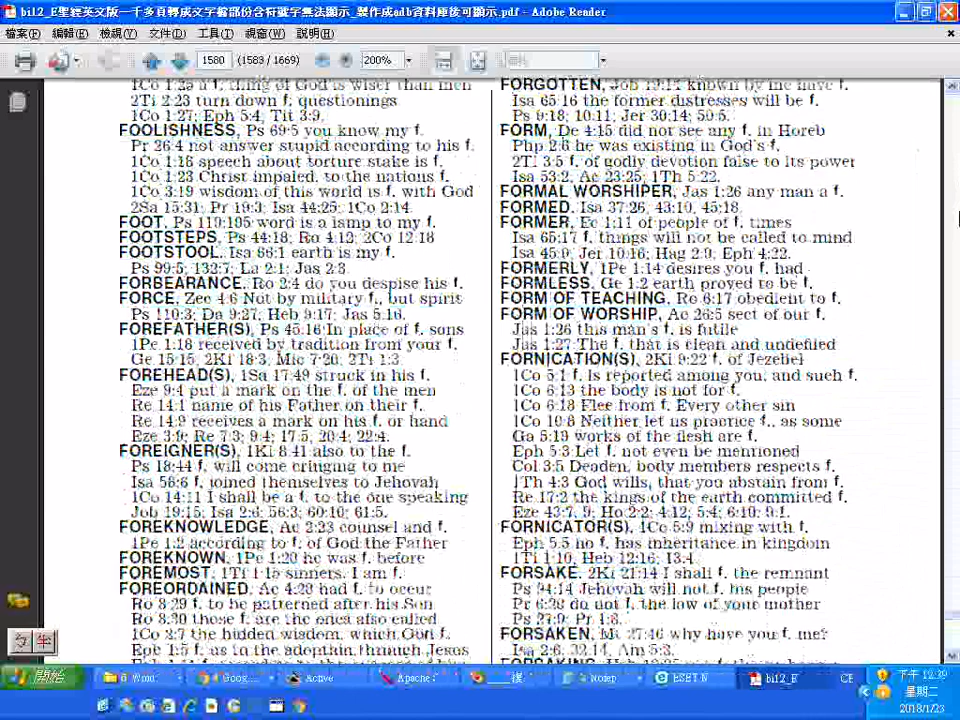 bi12_E聖經英文版一千多頁轉成文字檔部份含符號字無法顯示_製作成adb資料庫後可顯示.pdf - Adobe Reader
檔案(F) 編輯(E) 檢視(V) 文件(D) 工具(T) 視窗(W) 說明(H)
1580 (1583 / 1669) 200%
1Co 1:25 a f. thing of God is wiser than men
2Ti 2:23 turn down f. questionings
1Co 1:27; Eph 5:4; Tit 3:9.
FOOLISHNESS, Ps 69:5 you know my f.
Pr 26:4 not answer stupid according to his f.
1Co 1:18 speech about torture stake is f.
1Co 1:23 Christ impaled, to the nations f.
1Co 3:19 wisdom of this world is f. with God
2Sa 15:31; Pr 19:3; Isa 44:25; 1Co 2:14.
FOOT, Ps 119:105 word is a lamp to my f.
FOOTSTEPS, Ps 44:18; Ro 4:12; 2Co 12:18
FOOTSTOOL, Isa 66:1 earth is my f.
Ps 99:5; 132:7; La 2:1; Jas 2:3.
FORBEARANCE, Ro 2:4 do you despise his f.
FORCE, Zec 4:6 Not by military f., but spirit
Ps 110:3; Da 9:27; Heb 9:17; Jas 5:16.
FOREFATHER(S), Ps 45:16 In place of f. sons
1Pe 1:18 received by tradition from your f.
Ge 15:15; 2Ki 18:3; Mic 7:20; 2Ti 1:3.
FOREHEAD(S), 1Sa 17:49 struck in his f.
Eze 9:4 put a mark on the f. of the men
Re 14:1 name of his Father on their f.
Re 14:9 receives a mark on his f. or hand
Eze 3:9; Re 7:3; 9:4; 17:5; 20:4; 22:4.
FOREIGNER(S), 1Ki 8:41 also to the f.
Ps 18:44 f. will come cringing to me
Isa 56:6 f. joined themselves to Jehovah
1Co 14:11 I shall be a f. to the one speaking
Job 19:15; Isa 2:6; 56:3; 60:10; 61:5.
FOREKNOWLEDGE, Ac 2:23 counsel and f.
1Pe 1:2 according to f. of God the Father
FOREKNOWN, 1Pe 1:20 he was f. before
FOREMOST, 1Ti 1:15 sinners. I am f.
FOREORDAINED, Ac 4:28 had f. to occur
Ro 8:29 f. to be patterned after his Son
Ro 8:30 those f. are the ones also called
1Co 2:7 the hidden wisdom, which God f.
Eph 1:5 f. us to the adoption through Jesus
FORGOTTEN, Job 19:14 known by me have f.
Isa 65:16 the former distresses will be f.
Ps 9:18; 10:11; Jer 30:14; 50:5.
FORM, De 4:15 did not see any f. in Horeb
Php 2:6 he was existing in God's f.
2Ti 3:5 f. of godly devotion false to its power
Isa 53:2; Ac 23:25; 1Th 5:22.
FORMAL WORSHIPER, Jas 1:26 any man a f.
FORMED, Isa 37:26; 43:10; 45:18.
FORMER, Ec 1:11 of people of f. times
Isa 65:17 f. things will not be called to mind
Isa 45:9; Jer 10:16; Hag 2:9; Eph 4:22.
FORMERLY, 1Pe 1:14 desires you f. had
FORMLESS, Ge 1:2 earth proved to be f.
FORM OF TEACHING, Ro 6:17 obedient to f.
FORM OF WORSHIP, Ac 26:5 sect of our f.
Jas 1:26 this man's f. is futile
Jas 1:27 The f. that is clean and undefiled
FORNICATION(S), 2Ki 9:22 f. of Jezebel
1Co 5:1 f. is reported among you, and such f.
1Co 6:13 the body is not for f.
1Co 6:18 Flee from f. Every other sin
1Co 10:8 Neither let us practice f., as some
Ga 5:19 works of the flesh are f.
Eph 5:3 Let f. not even be mentioned
Col 3:5 Deaden, body members respects f.
1Th 4:3 God wills, that you abstain from f.
Re 17:2 the kings of the earth committed f.
Eze 43:7, 9; Ho 2:2; 4:12; 5:4; 6:10; 9:1.
FORNICATOR(S), 1Co 5:9 mixing with f.
Eph 5:5 no f. has inheritance in kingdom
1Ti 1:10; Heb 12:16; 13:4.
FORSAKE, 2Ki 21:14 I shall f. the remnant
Ps 94:14 Jehovah will not f. his people
Pr 6:20 do not f. the law of your mother
Ps 27:9; Pr 1:8.
FORSAKEN, Mt 27:46 why have you f. me?
Isa 2:6; 32:14; Am 5:2.
開始 6 Wind Goog Active Apache Notep ESET N bi12_E CE
下午 12:39
星期二
2018/1/23